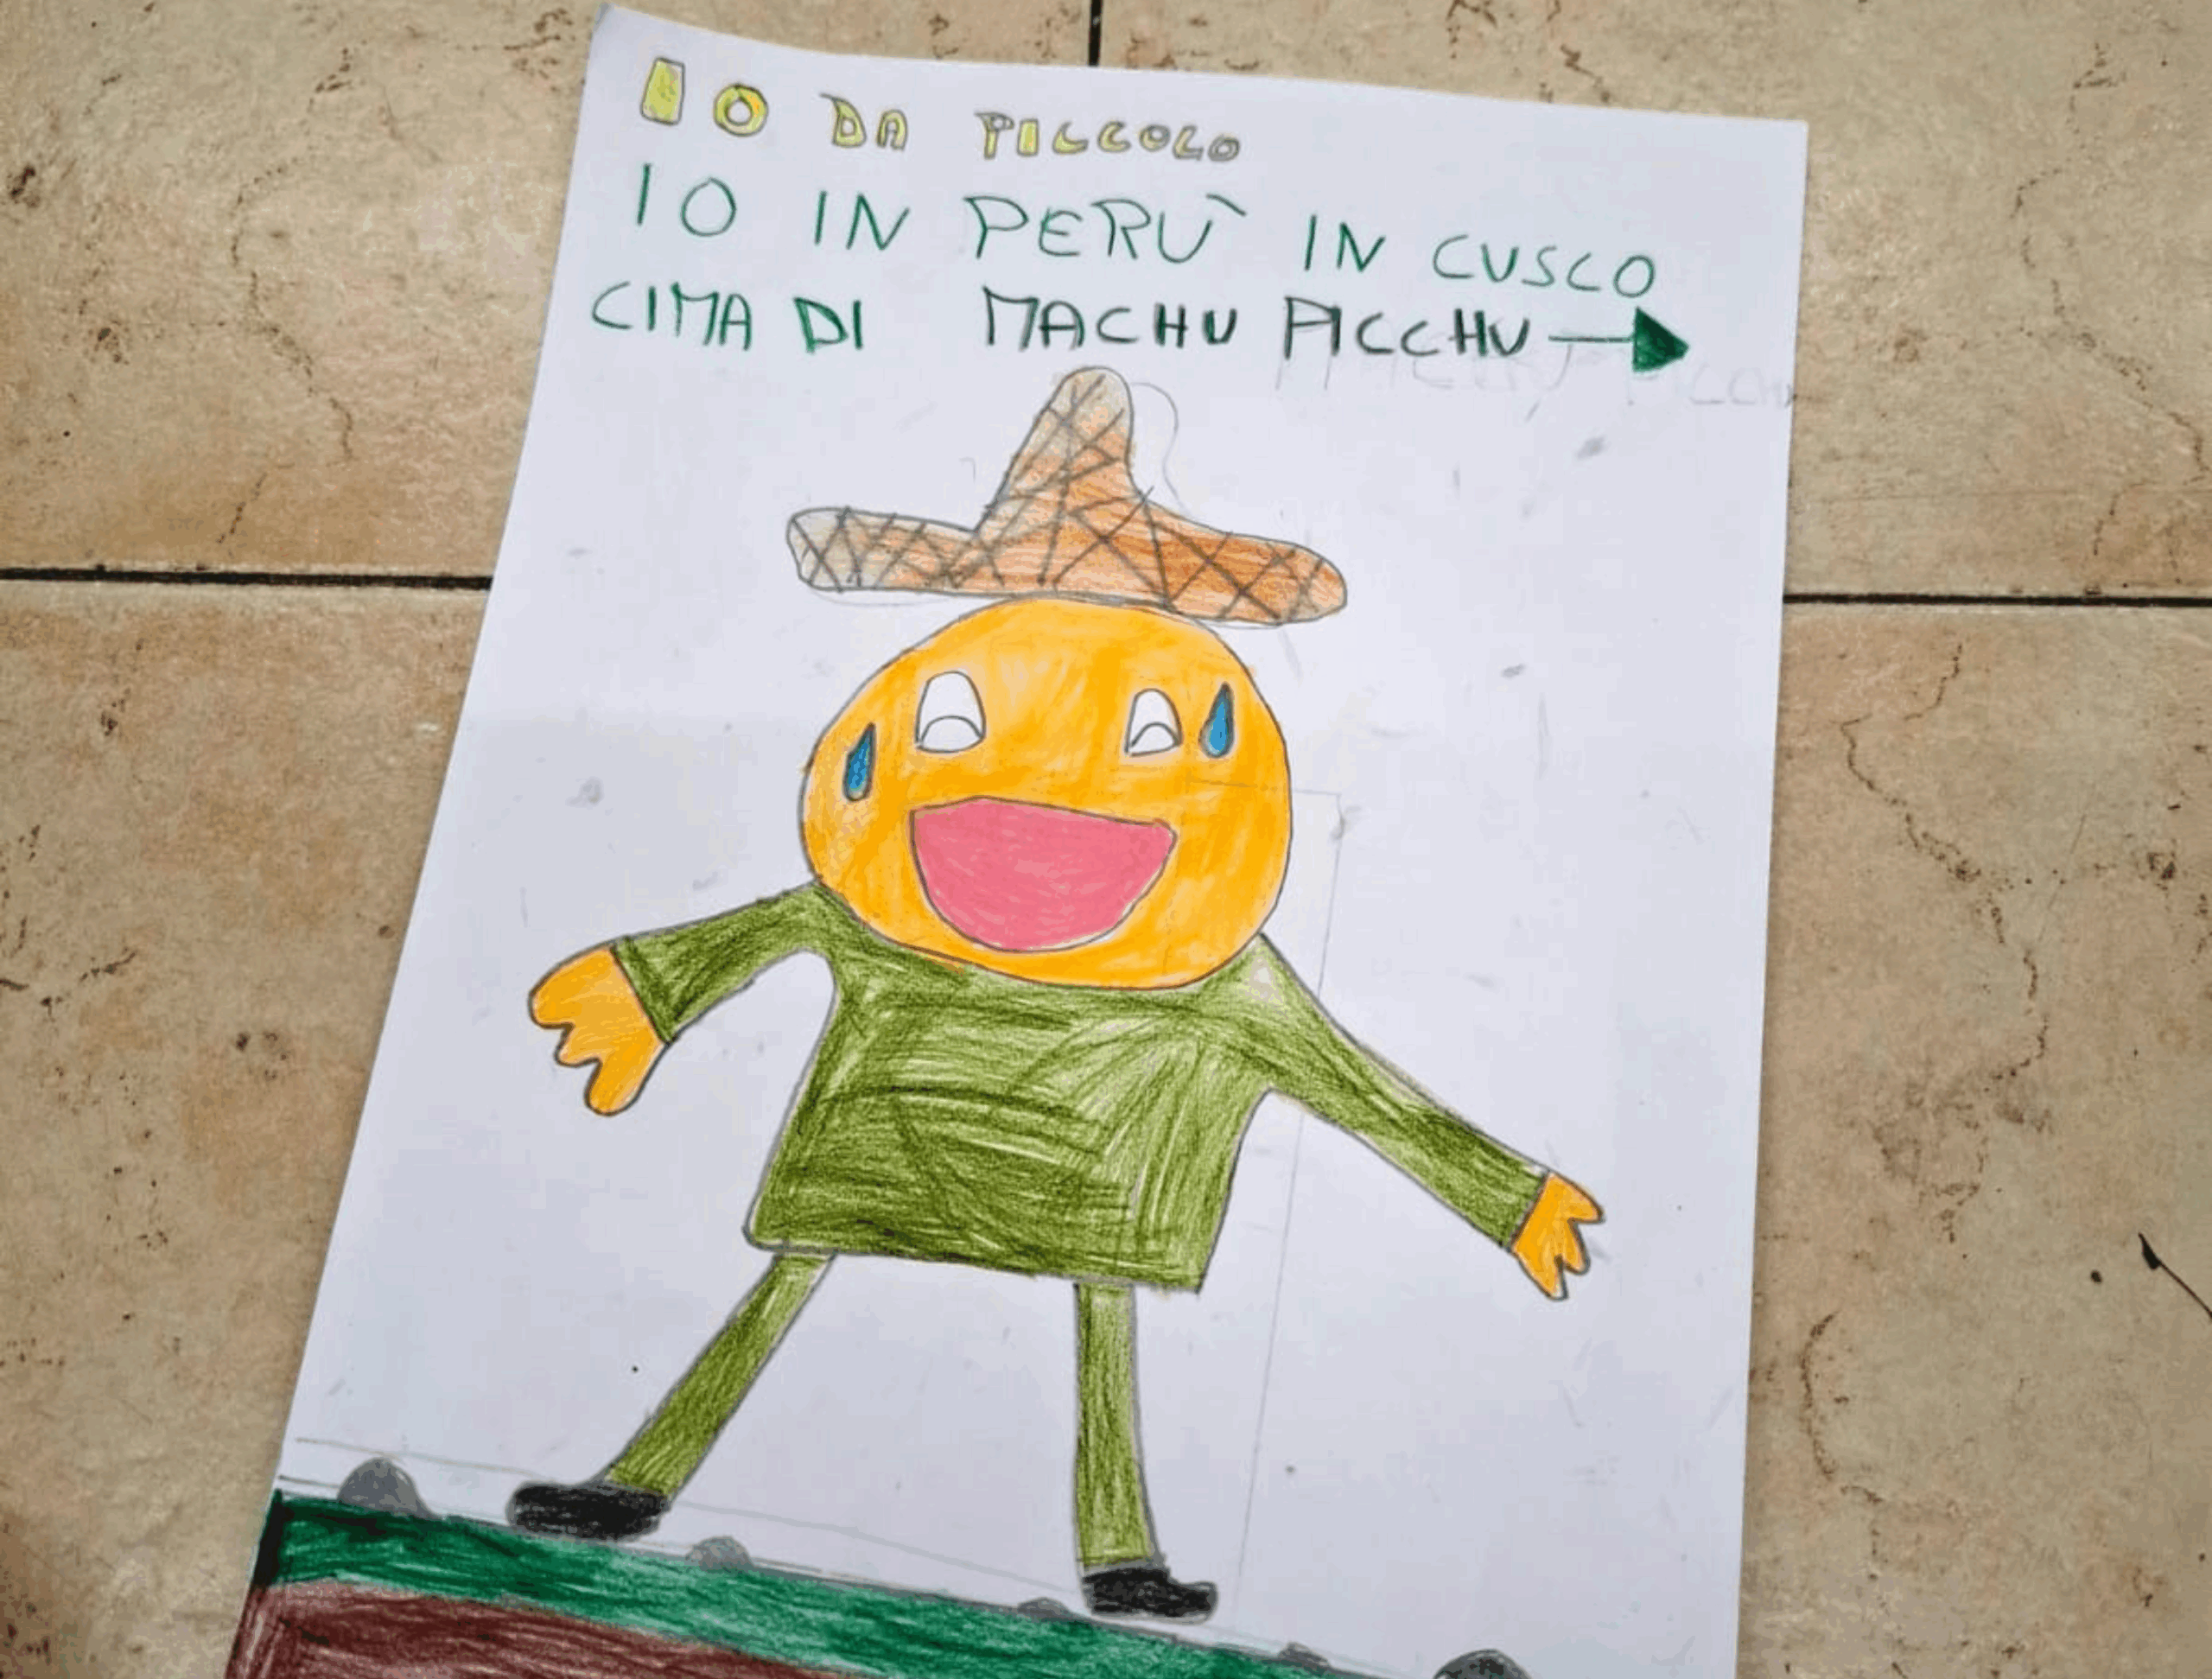 IO DA PICCOLO
IO IN PERÙ IN CUSCO
CIMA DI MACHU PICCHU